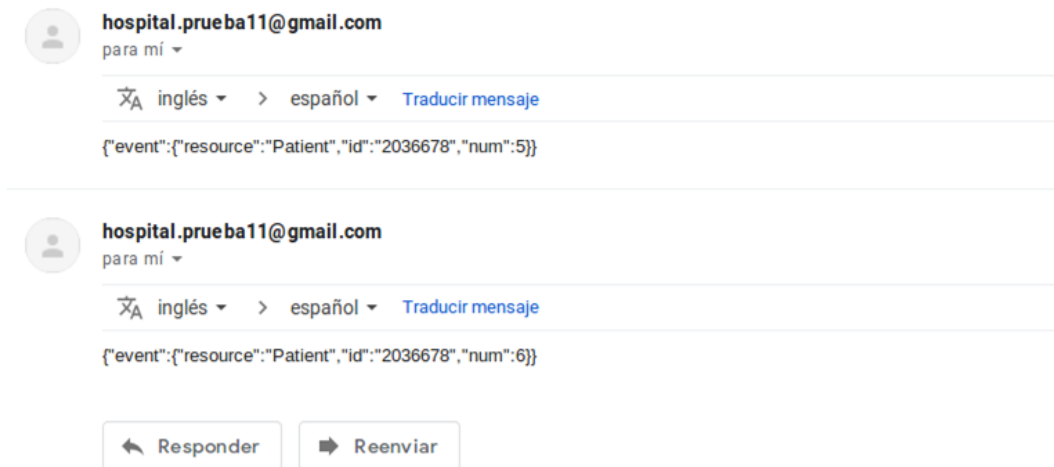 hospital.prueba11@gmail.com
para mí
inglés > español Traducir mensaje
{"event":{"resource":"Patient","id":"2036678","num":5}}
hospital.prueba11@gmail.com
para mí
inglés > español Traducir mensaje
{"event":{"resource":"Patient","id":"2036678","num":6}}
Responder Reenviar